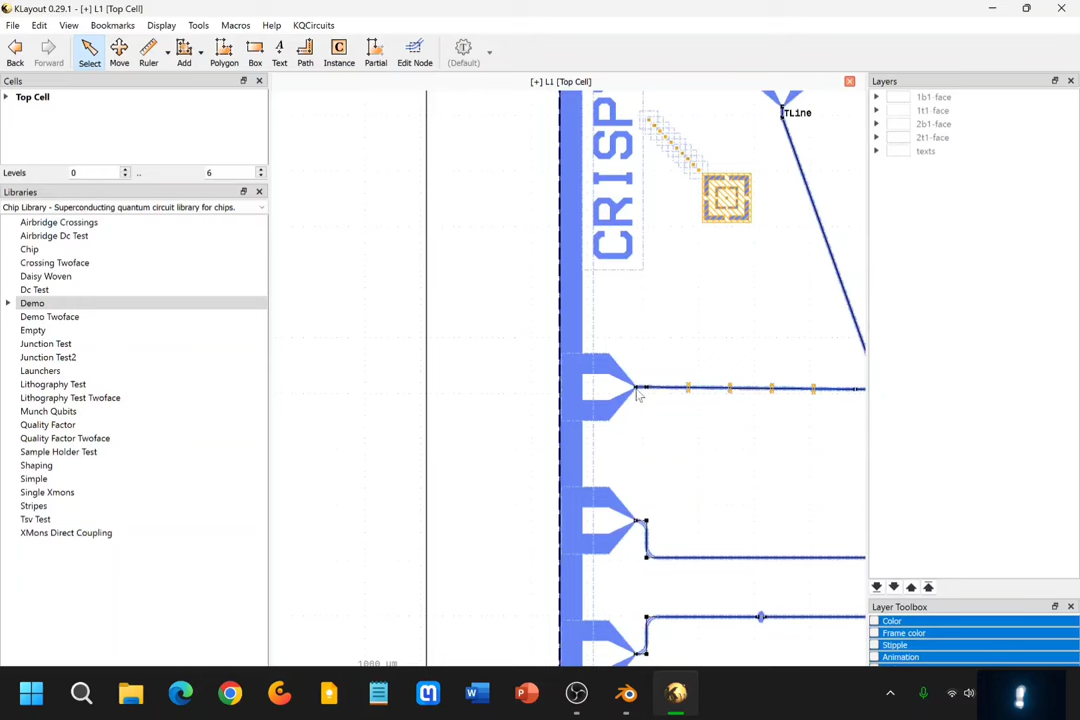 KLayout 0.29.1 - [+] L1 [Top Cell]
File Edit View Bookmarks Display Tools Macros Help KQCircuits
Back Forward Select Move Ruler Add Polygon Box Text Path Instance Partial Edit Node (Default)
Cells
Top Cell
Levels 0 .. 6
Libraries
Chip Library - Superconducting quantum circuit library for chips.
Airbridge Crossings
Airbridge Dc Test
Chip
Crossing Twoface
Daisy Woven
Dc Test
Demo
Demo Twoface
Empty
Junction Test
Junction Test2
Launchers
Lithography Test
Lithography Test Twoface
Munch Qubits
Quality Factor
Quality Factor Twoface
Sample Holder Test
Shaping
Simple
Single Xmons
Stripes
Tsv Test
XMons Direct Coupling
[+] L1 [Top Cell]
CRISP
TLine
1000 μm
Layers
1b1-face
1t1-face
2b1-face
2t1-face
texts
Layer Toolbox
Color
Frame color
Stipple
Animation